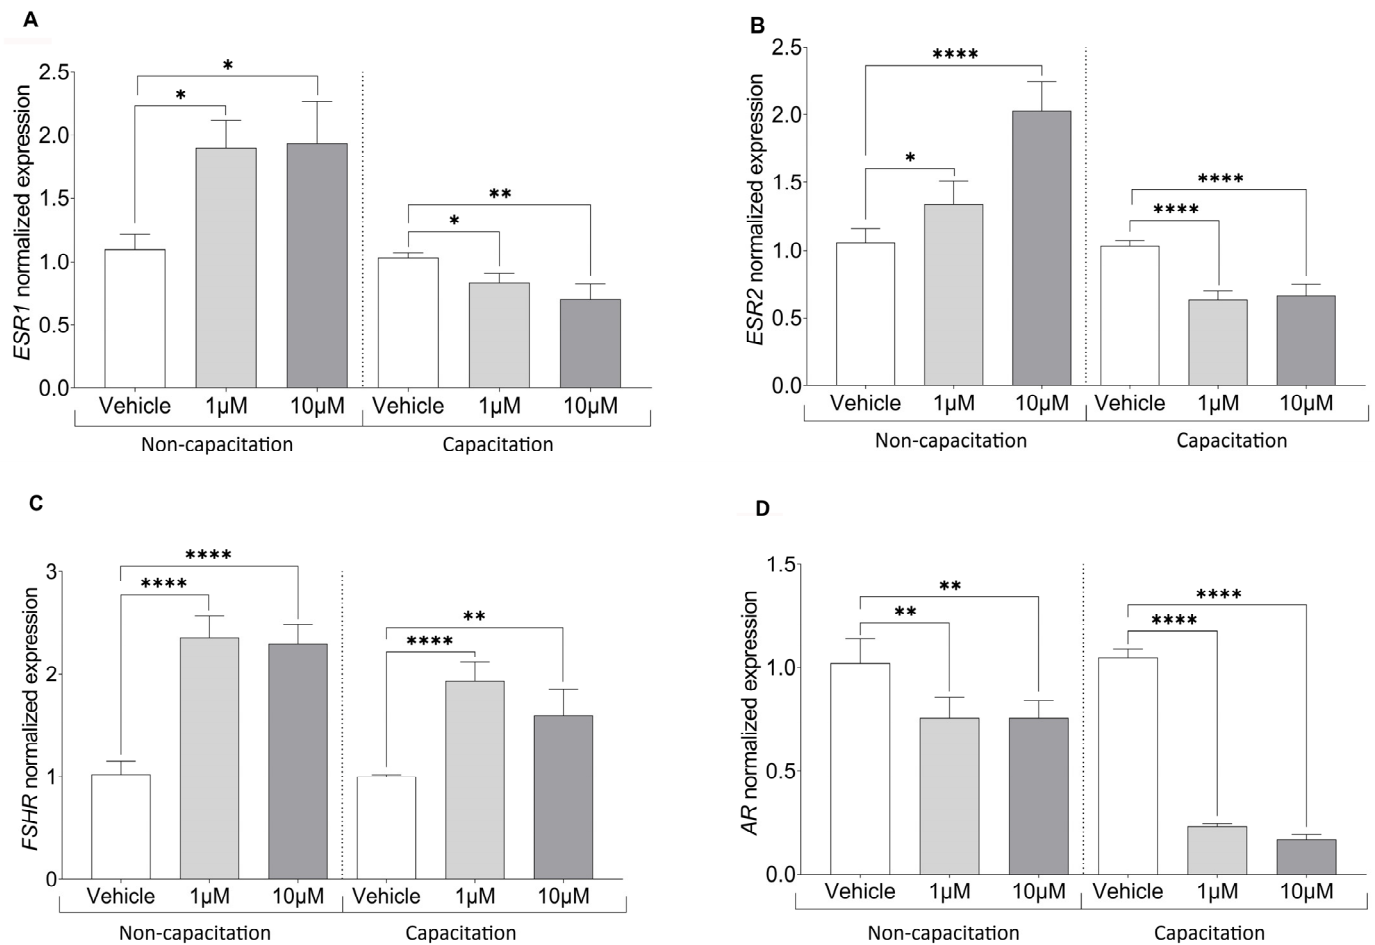 A
ESR1 normalized expression
2.5
2.0
1.5
1.0
0.5
0.0
*
*
**
*
Vehicle 1µM 10µM Vehicle 1µM 10µM
Non-capacitation Capacitation
B
ESR2 normalized expression
2.5
2.0
1.5
1.0
0.5
0.0
****
*
****
****
Vehicle 1µM 10µM Vehicle 1µM 10µM
Non-capacitation Capacitation
C
FSHR normalized expression
3
2
1
0
****
****
**
****
Vehicle 1µM 10µM Vehicle 1µM 10µM
Non-capacitation Capacitation
D
AR normalized expression
1.5
1.0
0.5
0.0
**
**
****
****
Vehicle 1µM 10µM Vehicle 1µM 10µM
Non-capacitation Capacitation